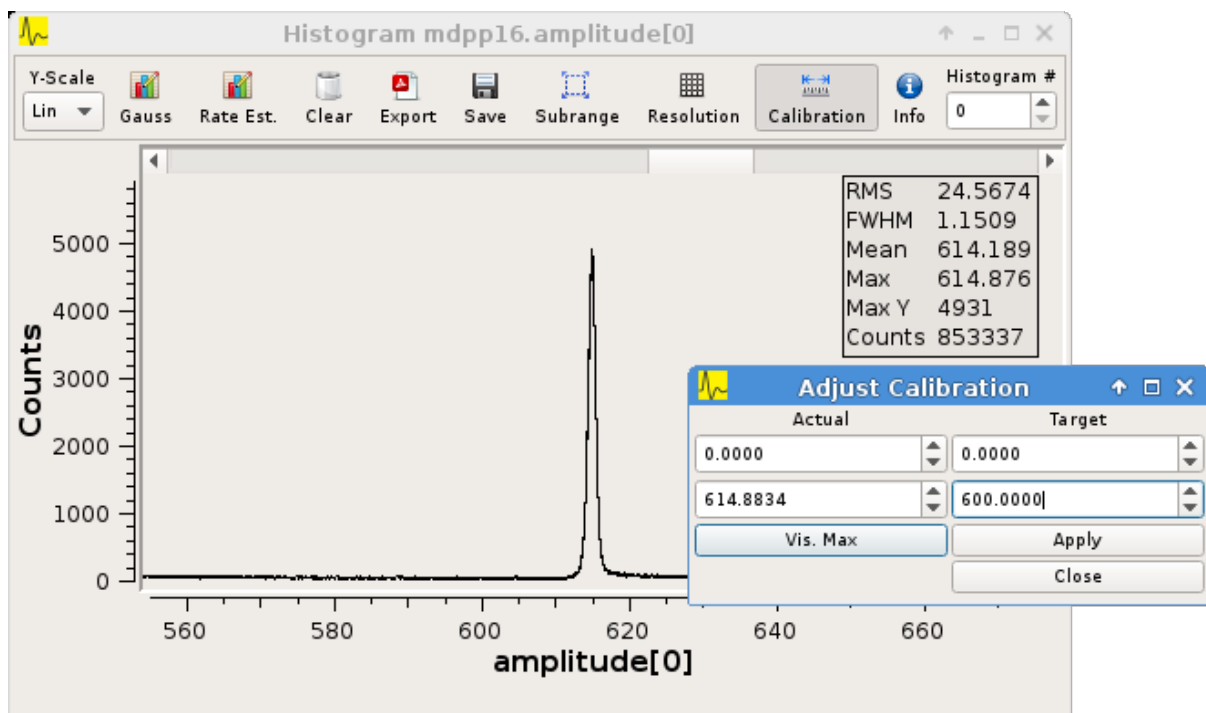 Histogram mdpp16.amplitude[0]
Y-Scale
Lin
Gauss
Rate Est.
Clear
Export
Save
Subrange
Resolution
Calibration
Info
Histogram #
0
RMS 24.5674
FWHM 1.1509
Mean 614.189
Max 614.876
Max Y 4931
Counts 853337
5000
4000
3000
2000
1000
0
Counts
560 580 600 620 640 660
amplitude[0]
Adjust Calibration
Actual Target
0.0000 0.0000
614.8834 600.0000
Vis. Max Apply
Close